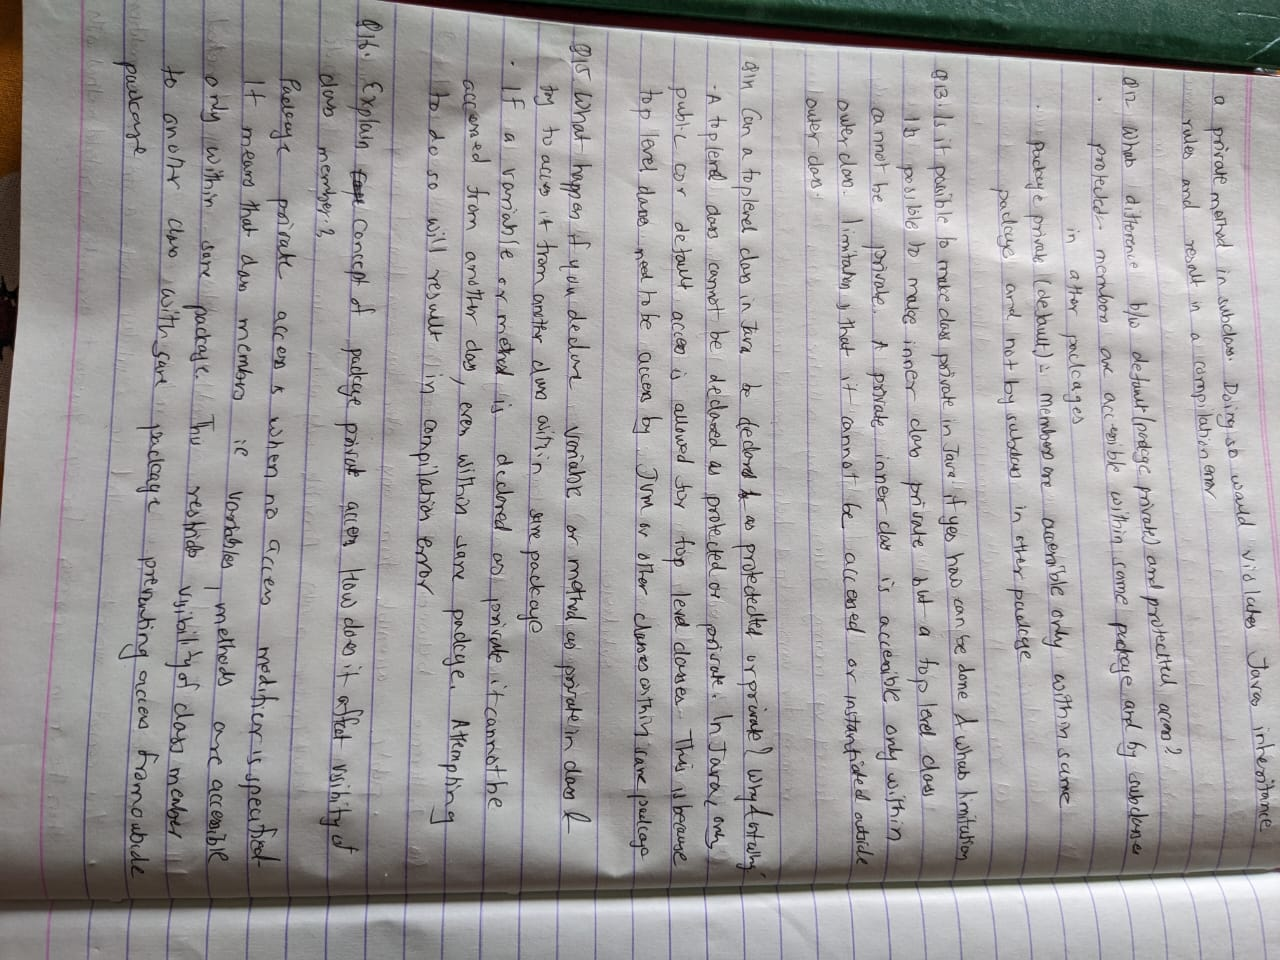 a private method in subclass. Doing so would violates Javas inheritance
rules and result in a compilation error
Q12 What difference b/w default (package private) and protected access?
. protected - members are accessible within same package and by subclasses
in other packages
. package private (default) :- members are accessible only within same
package and not by subclass in other package
Q13. Is it possible to make class private in Java. if yes how can be done & what limitation
It is possible to make inner class private but a top level class
cannot be private. A private inner class is accessible only within
outer class. limitation is that it cannot be accessed or instantiated outside
outer class.
Q14 Can a top level class in Java be declared as protected or private? Why & 
- A top level class cannot be declared as protected or private. In Java, only
public or default access is allowed for top level classes. This is because
top level class need to be access by JVM or other classes within same package
Q15 What happen if you declare variable or method as private in class &
try to access it from another class within same package
. If a variable or method is declared as private it cannot be
accessed from another class, even within same package. Attempting
to do so will result in compilation error
Q16. Explain concept of package private access How does it affect visibility of
class member?
Package private access is when no access modifier is specified
It means that class members ie variables, methods are accessible
only within same package. This restricts visibility of class member
to another class with same package preventing access from outside
package